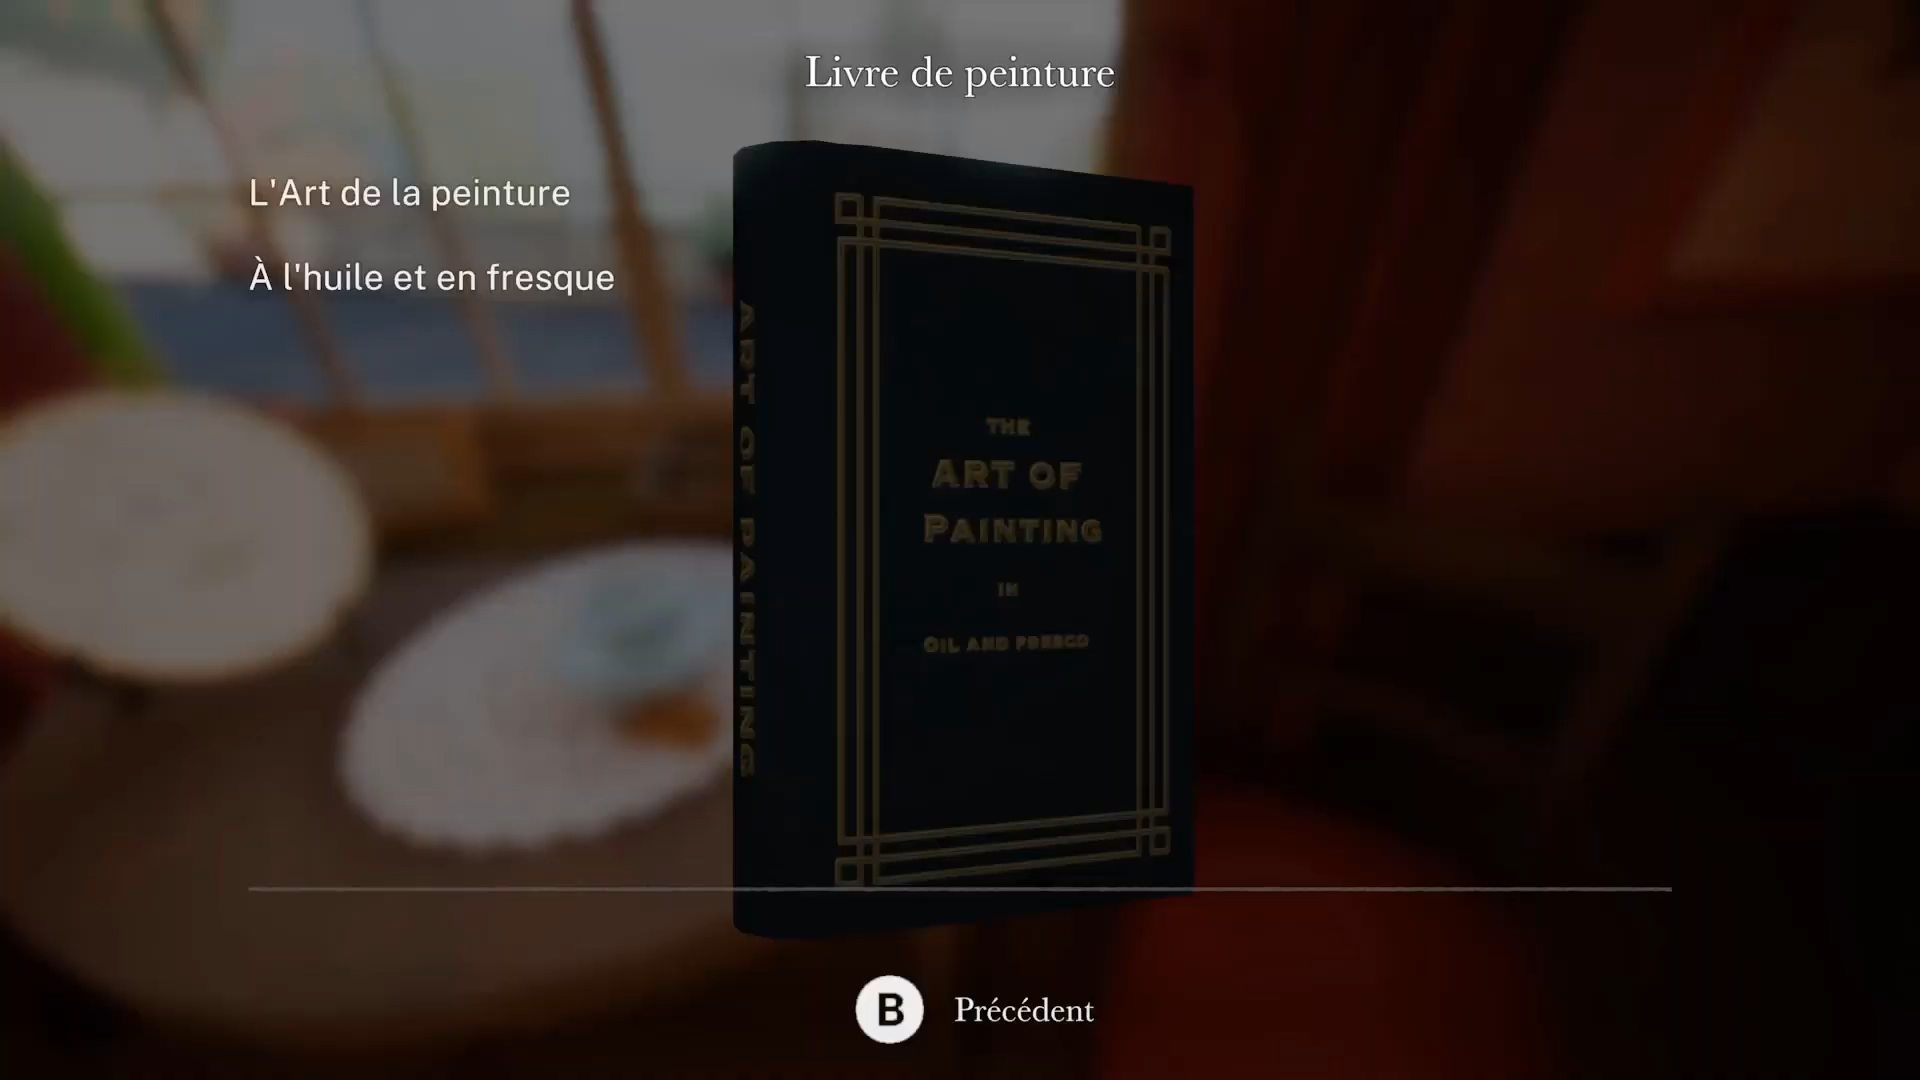 Livre de peinture
L'Art de la peinture
À l'huile et en fresque
ART OF PAINTING
THE
ART OF
PAINTING
IN
OIL AND FRESCO
B Précédent